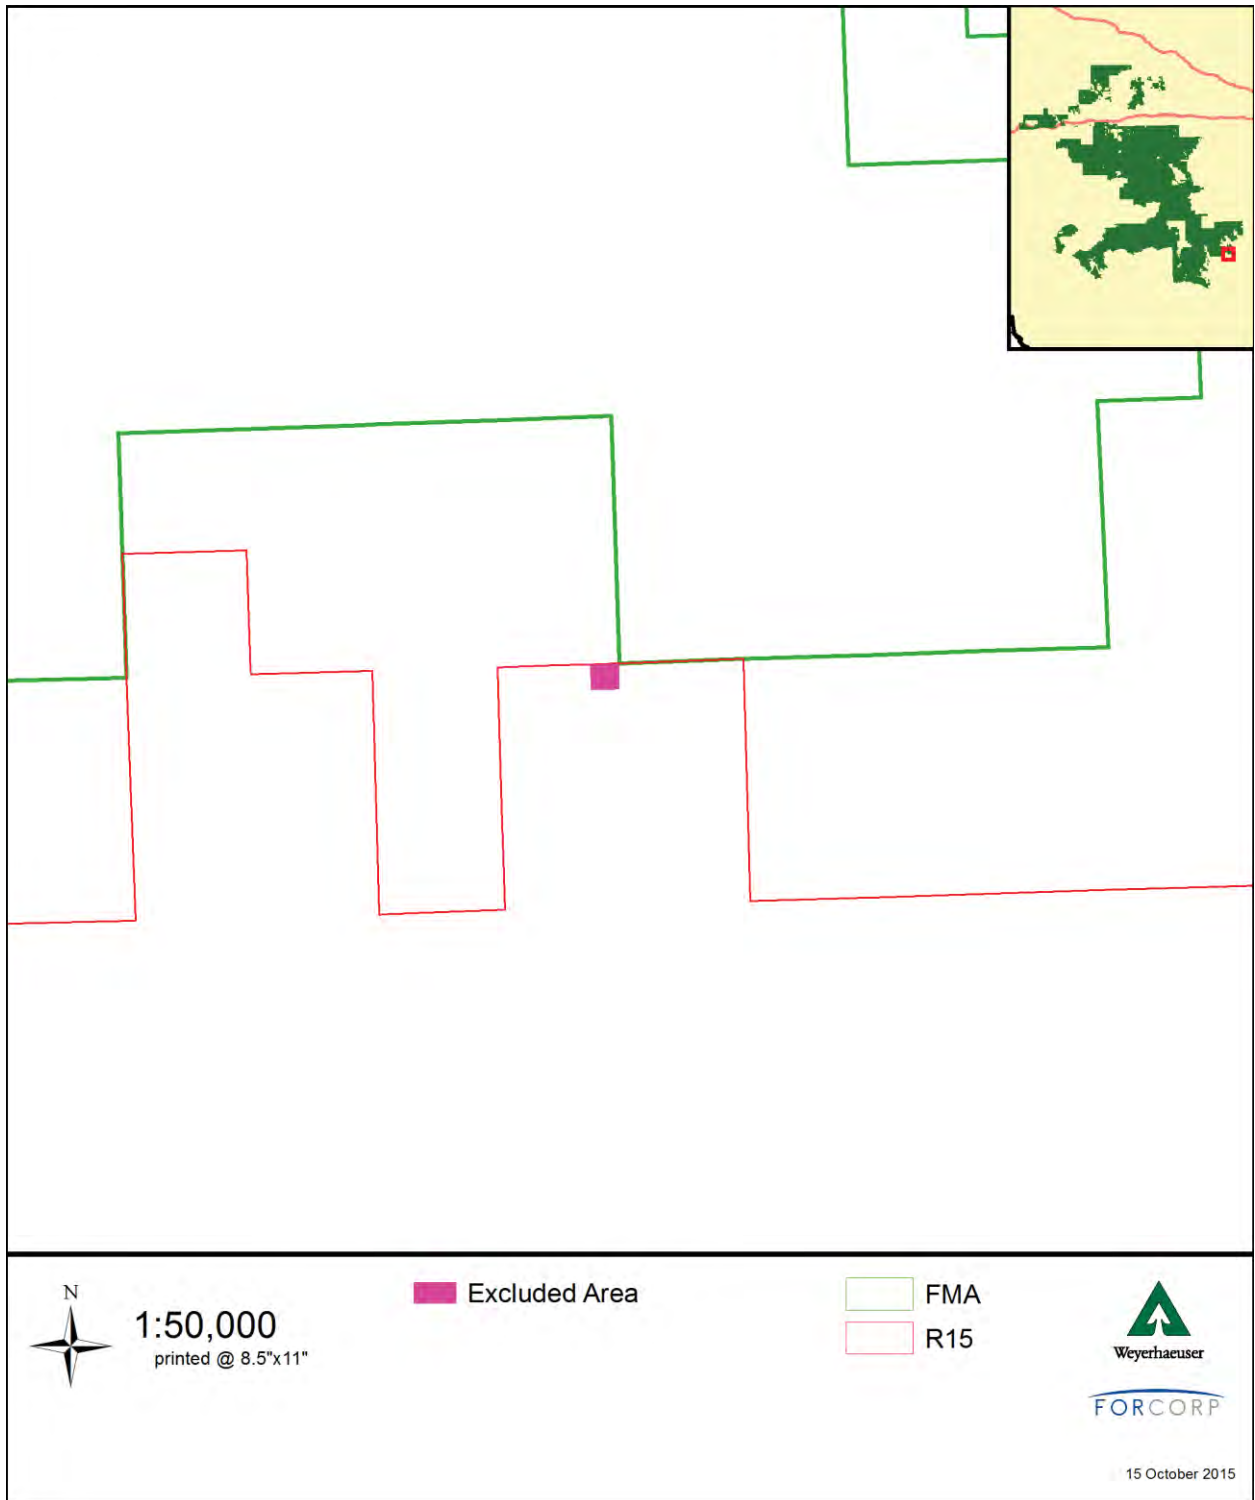 N
1:50,000
printed @ 8.5"x11"
Excluded Area
FMA
R15
Weyerhaeuser
FORCORP
15 October 2015